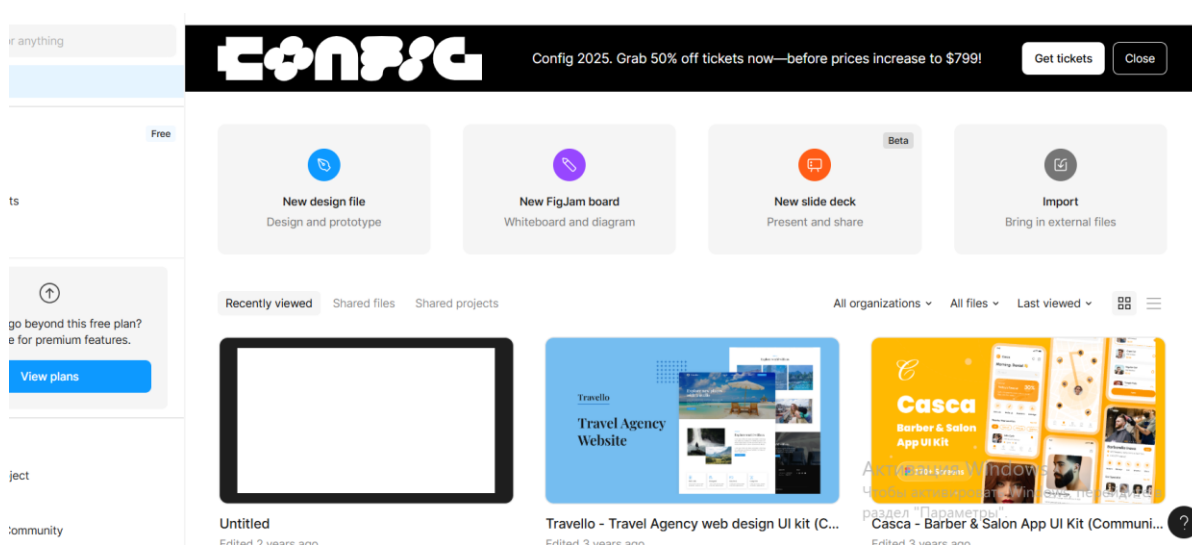 or anything
CONFIG
Config 2025. Grab 50% off tickets now—before prices increase to $799!
Get tickets
Close
Free
ts
go beyond this free plan?
e for premium features.
View plans
ject
Community
New design file
Design and prototype
New FigJam board
Whiteboard and diagram
Beta
New slide deck
Present and share
Import
Bring in external files
Recently viewed
Shared files
Shared projects
All organizations
All files
Last viewed
Travello
Travel Agency
Website
C
Casca
Barber & Salon
App UI Kit
Активация Windows
Чтобы активировать Windows, перейдите в
раздел "Параметры".
Untitled
Edited 2 years ago
Travello - Travel Agency web design UI kit (C...
Edited 3 years ago
Casca - Barber & Salon App UI Kit (Communi...
Edited 3 years ago
?